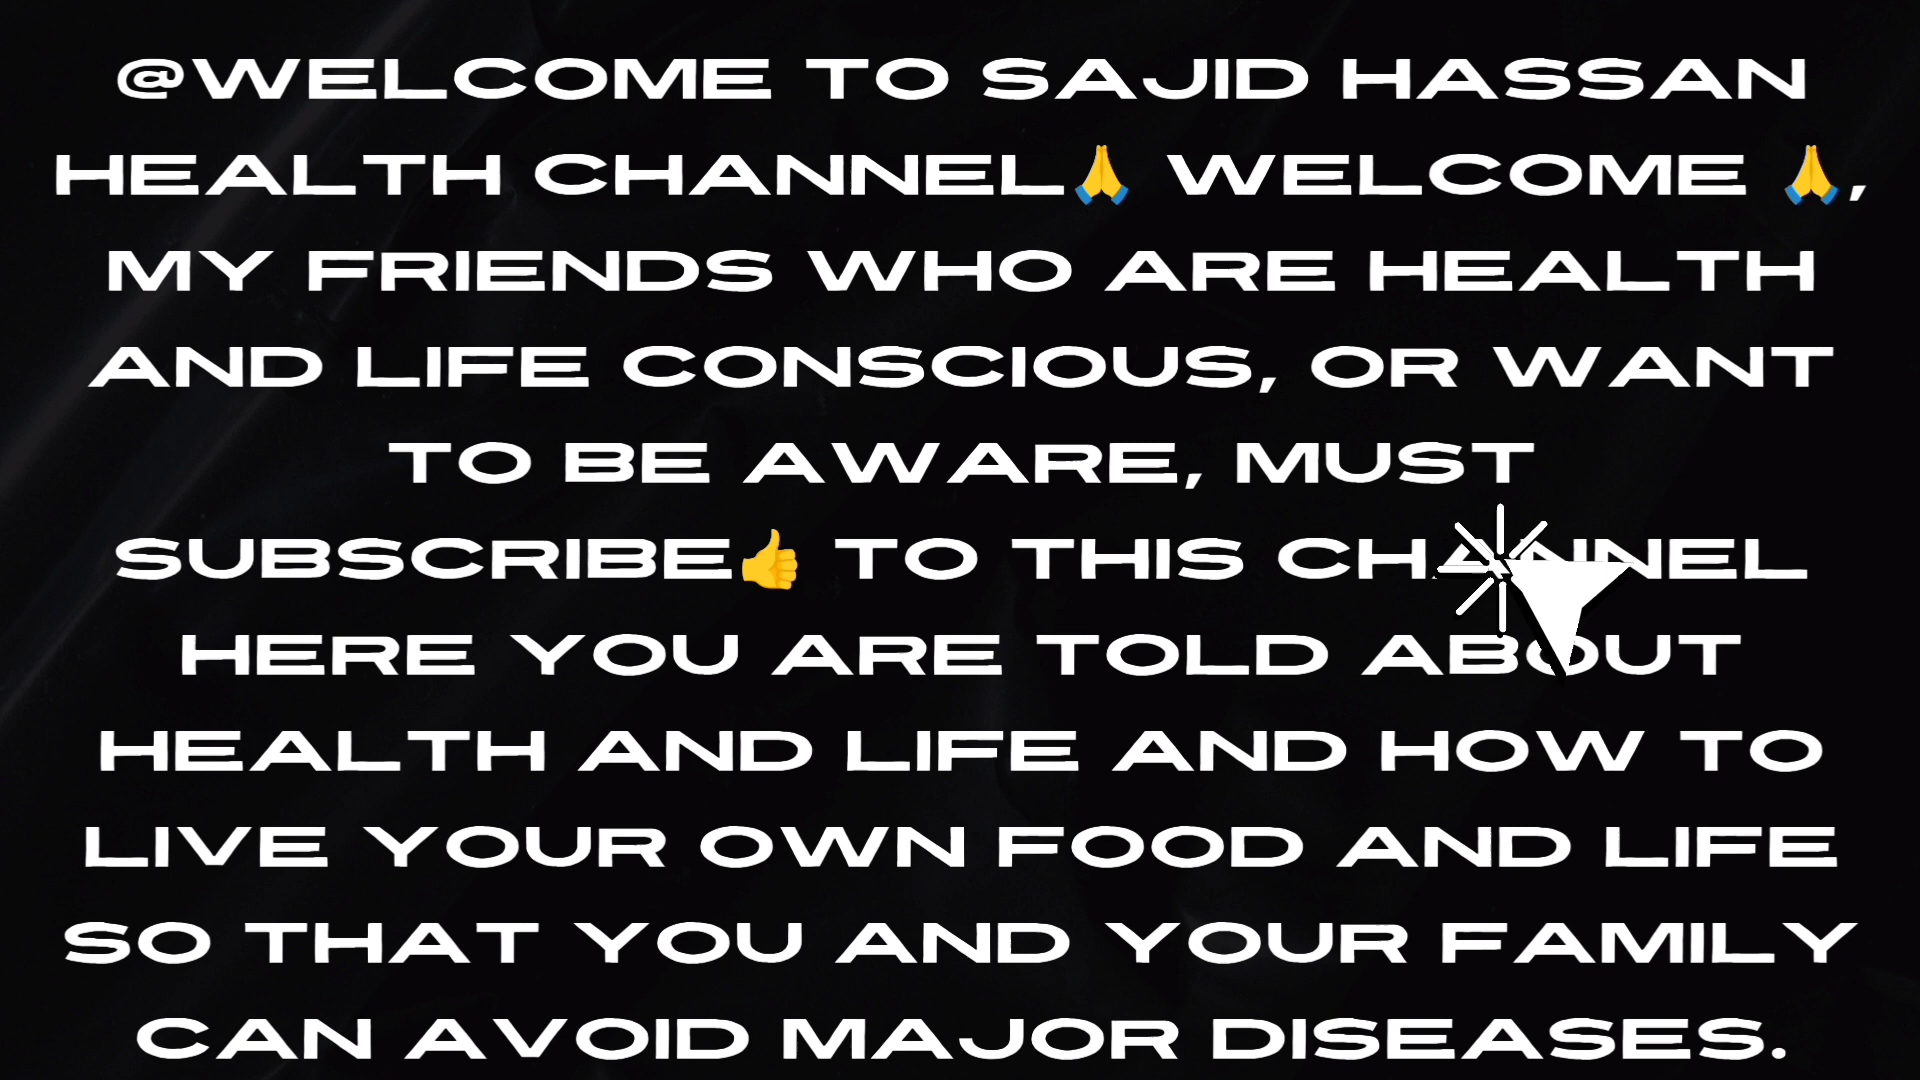 @WELCOME TO SAJID HASSAN
HEALTH CHANNEL🙏 WELCOME 🙏,
MY FRIENDS WHO ARE HEALTH
AND LIFE CONSCIOUS, OR WANT
TO BE AWARE, MUST
SUBSCRIBE👍 TO THIS CHANNEL
HERE YOU ARE TOLD ABOUT
HEALTH AND LIFE AND HOW TO
LIVE YOUR OWN FOOD AND LIFE
SO THAT YOU AND YOUR FAMILY
CAN AVOID MAJOR DISEASES.